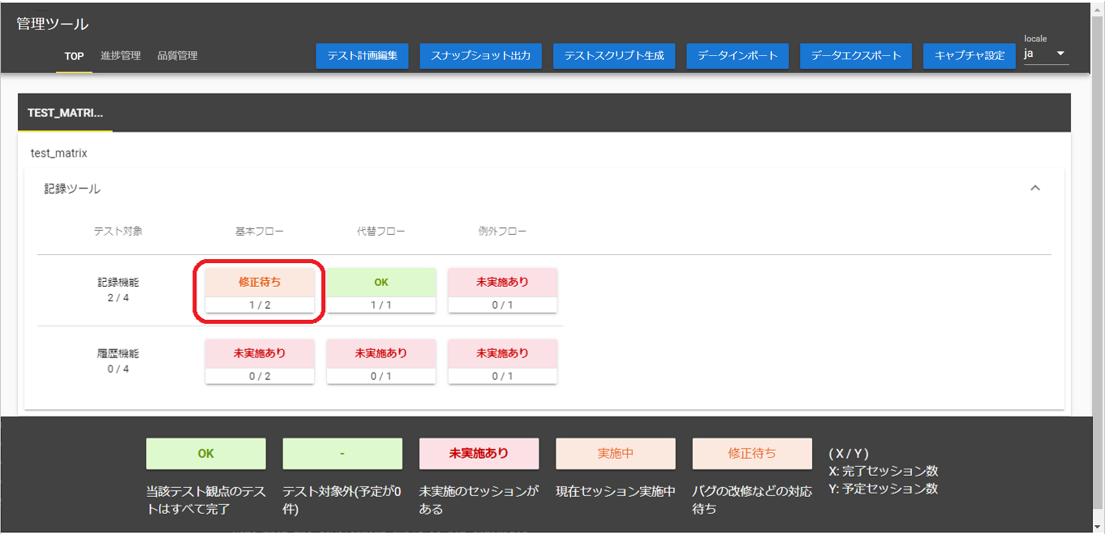 管理ツール
locale
TOP 進捗管理 品質管理 テスト計画編集 スナップショット出力 テストスクリプト生成 データインポート データエクスポート キャプチャ設定 ja
TEST_MATRI...
test_matrix
記録ツール
テスト対象 基本フロー 代替フロー 例外フロー
記録機能 修正待ち OK 未実施あり
2 / 4 1 / 2 1 / 1 0 / 1
履歴機能 未実施あり 未実施あり 未実施あり
0 / 4 0 / 2 0 / 1 0 / 1
OK - 未実施あり 実施中 修正待ち ( X / Y )
X: 完了セッション数
当該テスト観点のテス テスト対象外(予定が0 未実施のセッションが 現在セッション実施中 バグの改修などの対応 Y: 予定セッション数
トはすべて完了 件) ある 待ち